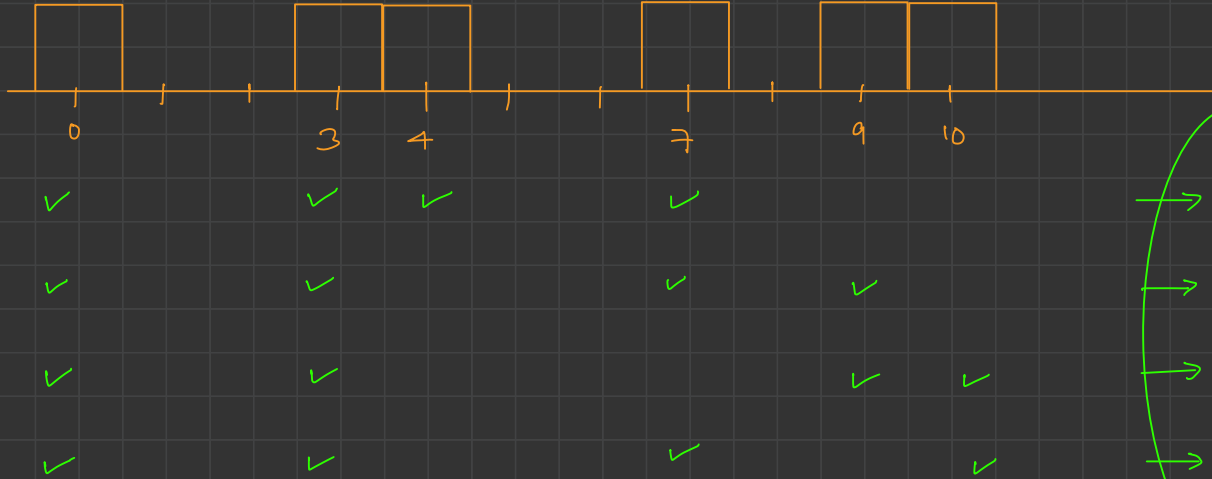 0 3 4 7 9 10
✓ ✓ ✓ ✓ →
✓ ✓ ✓ ✓ →
✓ ✓ ✓ ✓ →
✓ ✓ ✓ ✓ →